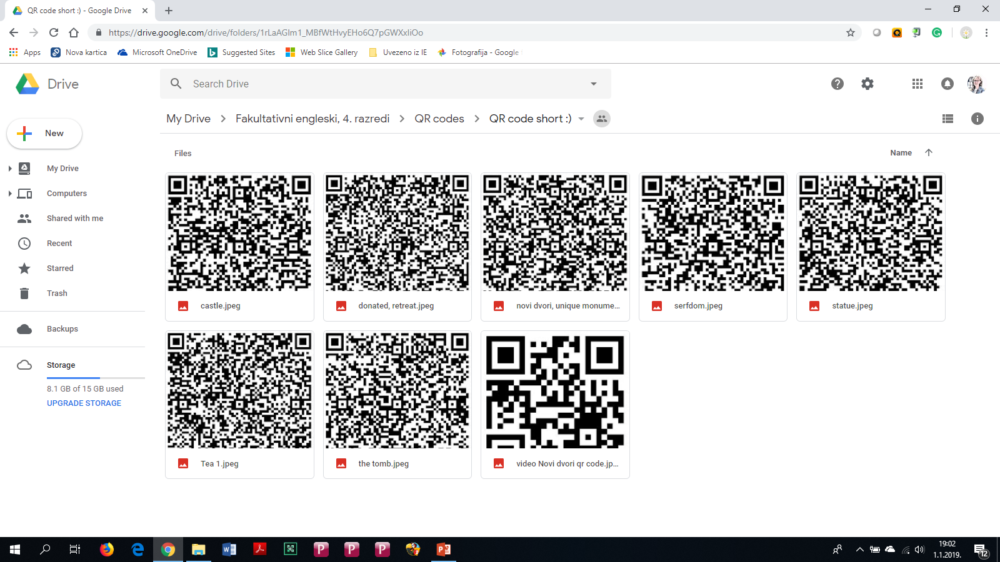 QR code short :) - Google Drive
https://drive.google.com/drive/folders/1rLaAGlm1_MBfWtHvyEHo6Q7pGWXxliOo
Apps Nova kartica Microsoft OneDrive Suggested Sites Web Slice Gallery Uvezeno iz IE Fotografija - Google
Drive
Search Drive
My Drive > Fakultativni engleski, 4. razredi > QR codes > QR code short :)
New
Files
Name
My Drive
Computers
Shared with me
Recent
Starred
Trash
Backups
Storage
8.1 GB of 15 GB used
UPGRADE STORAGE
castle.jpeg
donated, retreat.jpeg
novi dvori, unique monume...
serfdom.jpeg
statue.jpeg
Tea 1.jpeg
the tomb.jpeg
video Novi dvori qr code.jp...
19:02
1.1.2019.
12